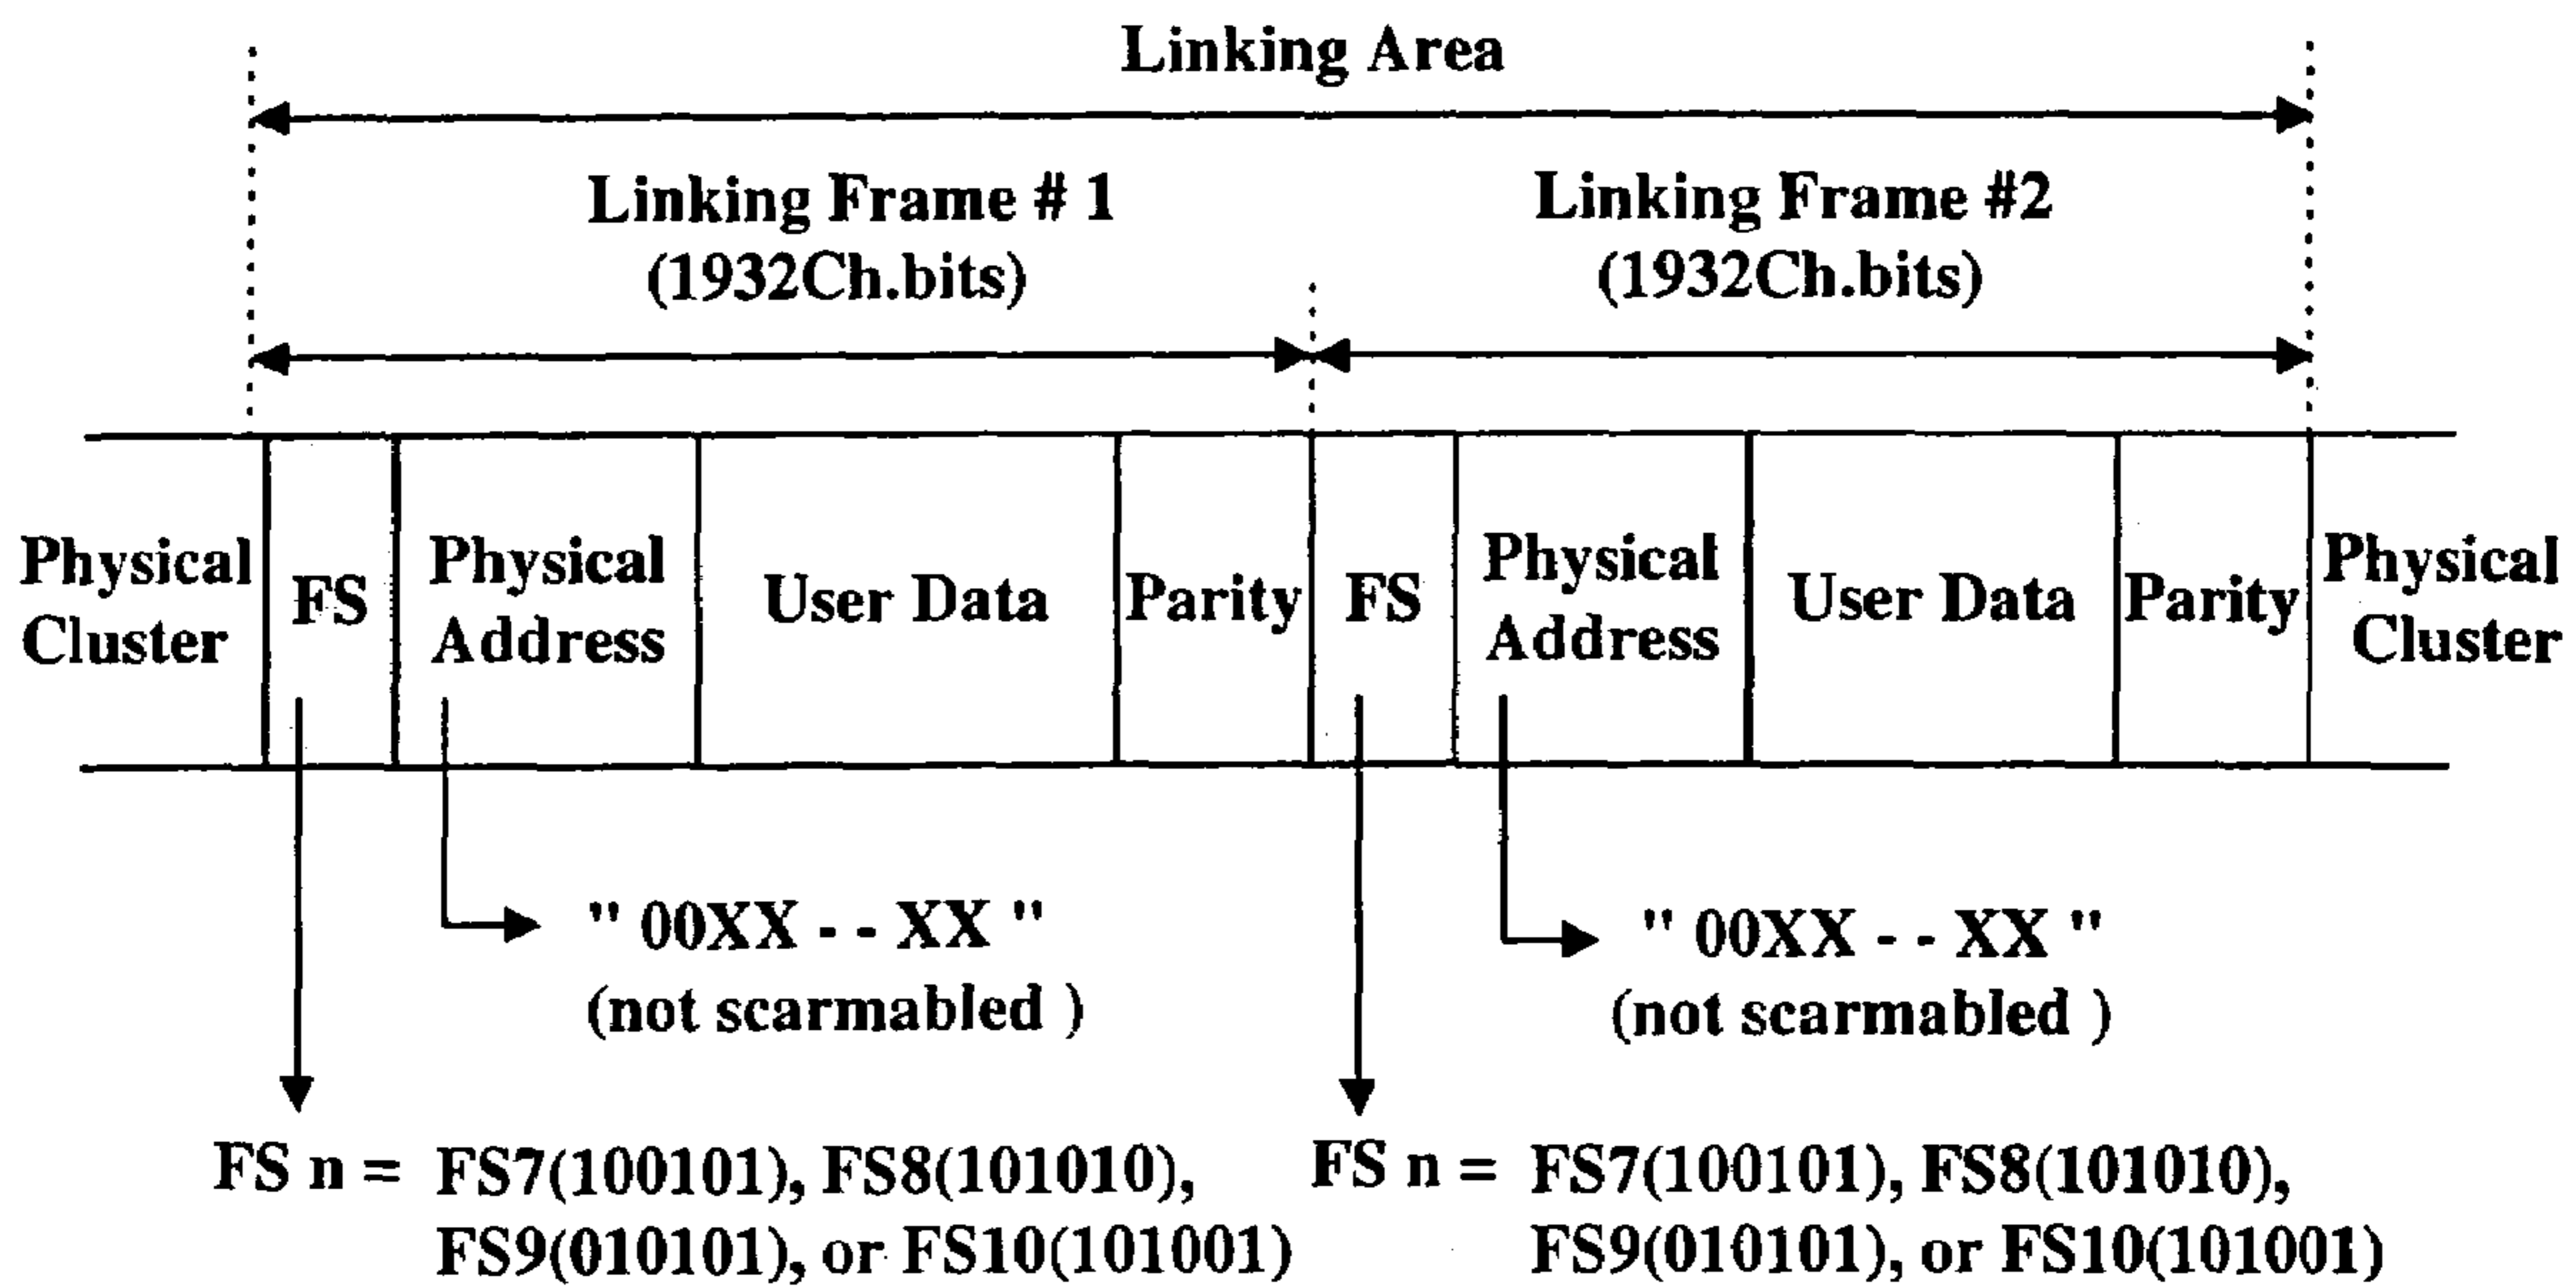 Linking Area
Linking Frame # 1
(1932Ch.bits)
Linking Frame #2
(1932Ch.bits)
Physical
Cluster
FS
Physical
Address
User Data
Parity
FS
Physical
Address
User Data
Parity
Physical
Cluster
" 00XX - - XX "
(not scarmabled )
" 00XX - - XX "
(not scarmabled )
FS n = FS7(100101), FS8(101010),
FS9(010101), or FS10(101001)
FS n = FS7(100101), FS8(101010),
FS9(010101), or FS10(101001)